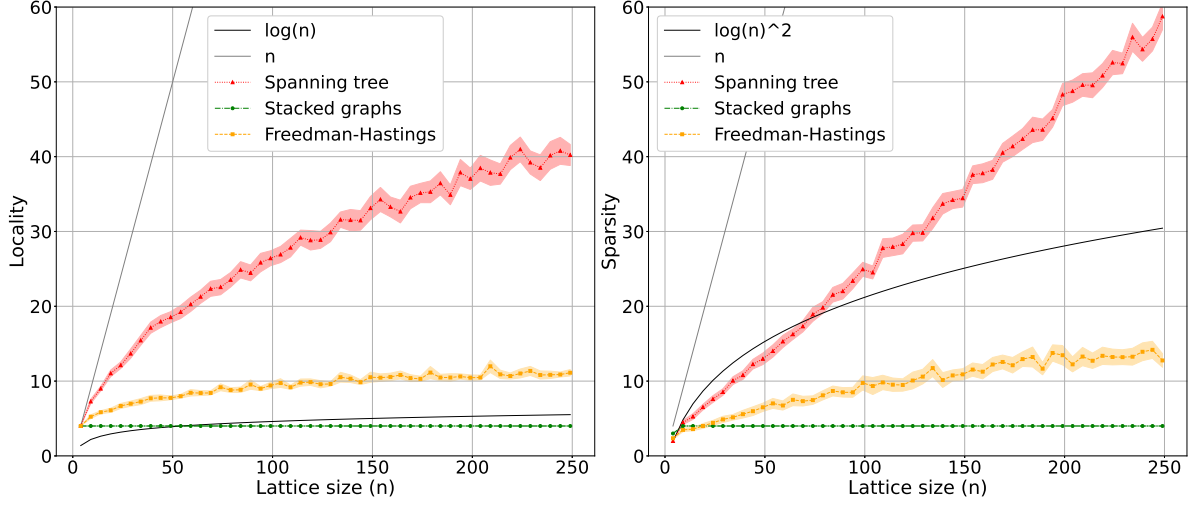 60
50
40
30
20
10
0
Locality
log(n)
n
Spanning tree
Stacked graphs
Freedman-Hastings
0 50 100 150 200 250
Lattice size (n)
60
50
40
30
20
10
0
Sparsity
log(n)^2
n
Spanning tree
Stacked graphs
Freedman-Hastings
0 50 100 150 200 250
Lattice size (n)